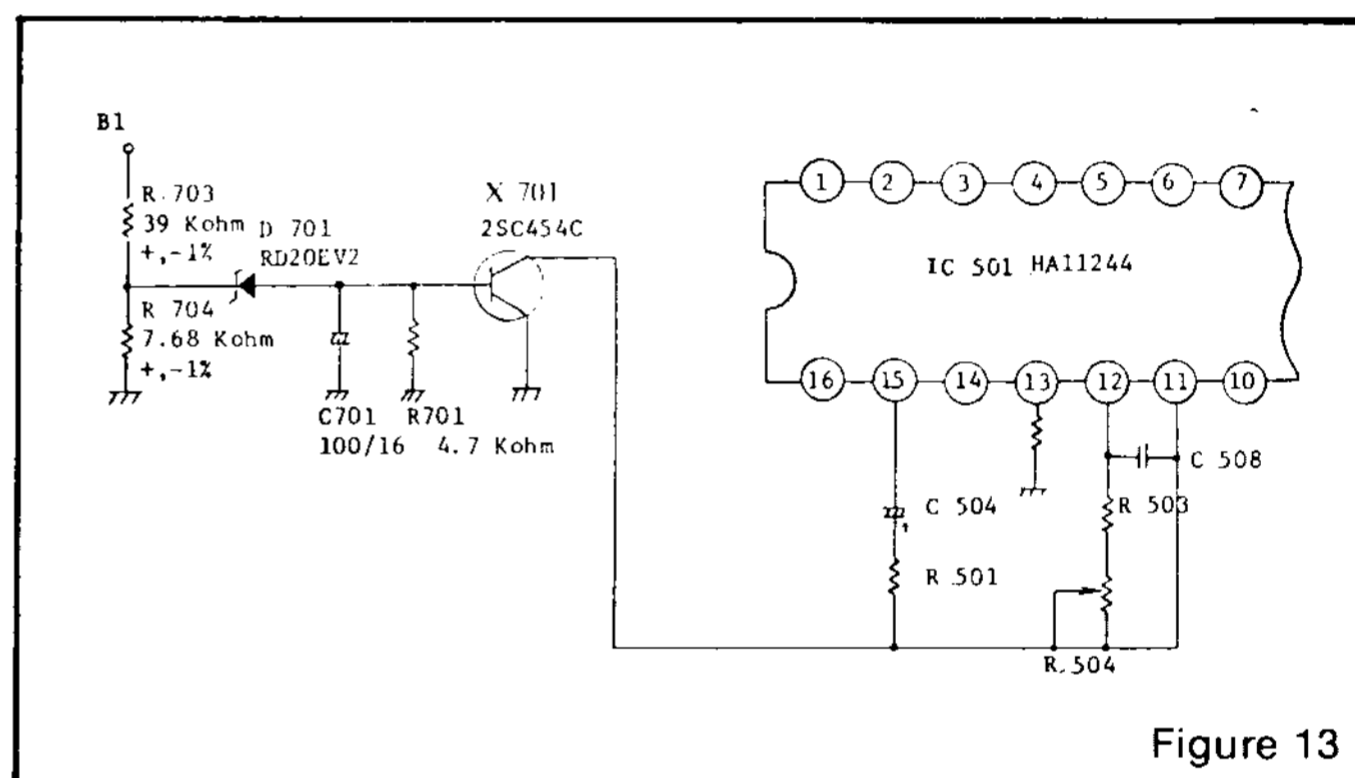 B1
R.703
39 Kohm
+,-1%
D 701
RD20EV2
X 701
2SC454C
R 704
7.68 Kohm
+,-1%
C701
100/16
R701
4.7 Kohm
1 2 3 4 5 6 7
IC 501 HA11244
16 15 14 13 12 11 10
C 508
C 504
R 503
R 501
R.504
Figure 13